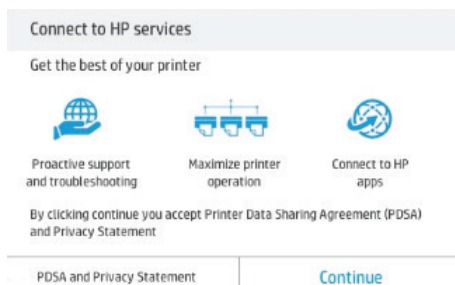 Connect to HP services
Get the best of your printer
Proactive support
and troubleshooting
Maximize printer
operation
Connect to HP
apps
By clicking continue you accept Printer Data Sharing Agreement (PDSA)
and Privacy Statement
PDSA and Privacy Statement
Continue